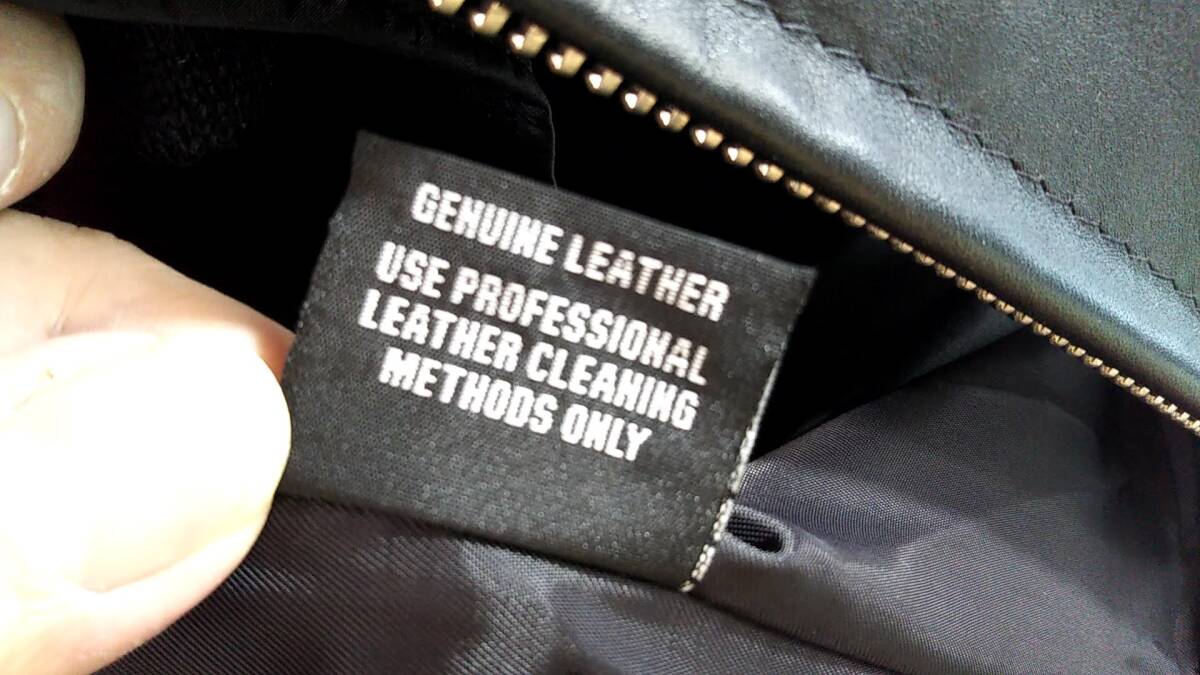 GENUINE LEATHER
USE PROFESSIONAL
LEATHER CLEANING
METHODS ONLY